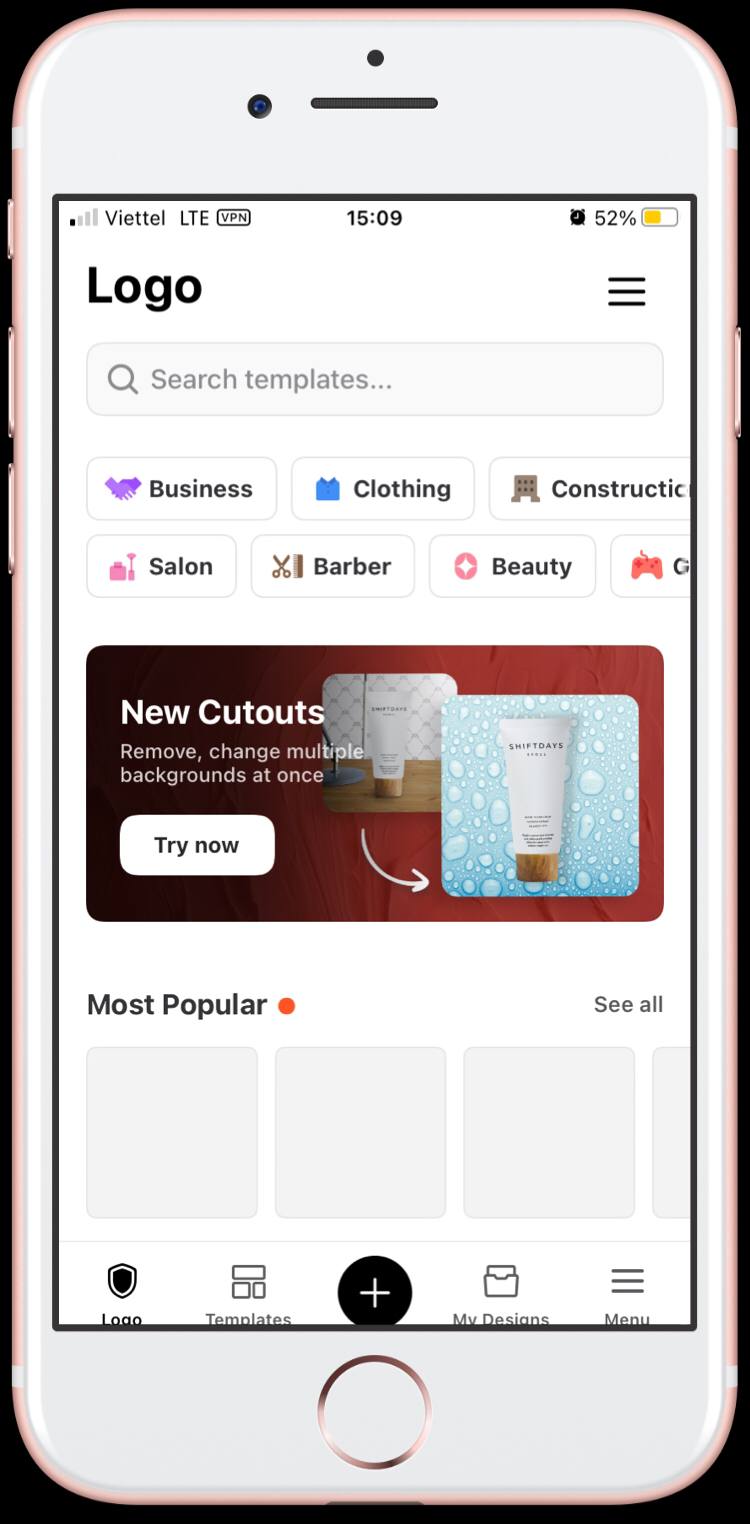 Viettel LTE VPN 15:09 52%
Logo
Search templates...
Business Clothing Constructio
Salon Barber Beauty G
New Cutouts
Remove, change multiple
backgrounds at once
Try now
SHIFTDAYS
SHIFTDAYS
Most Popular See all
Logo Templates My Designs Menu